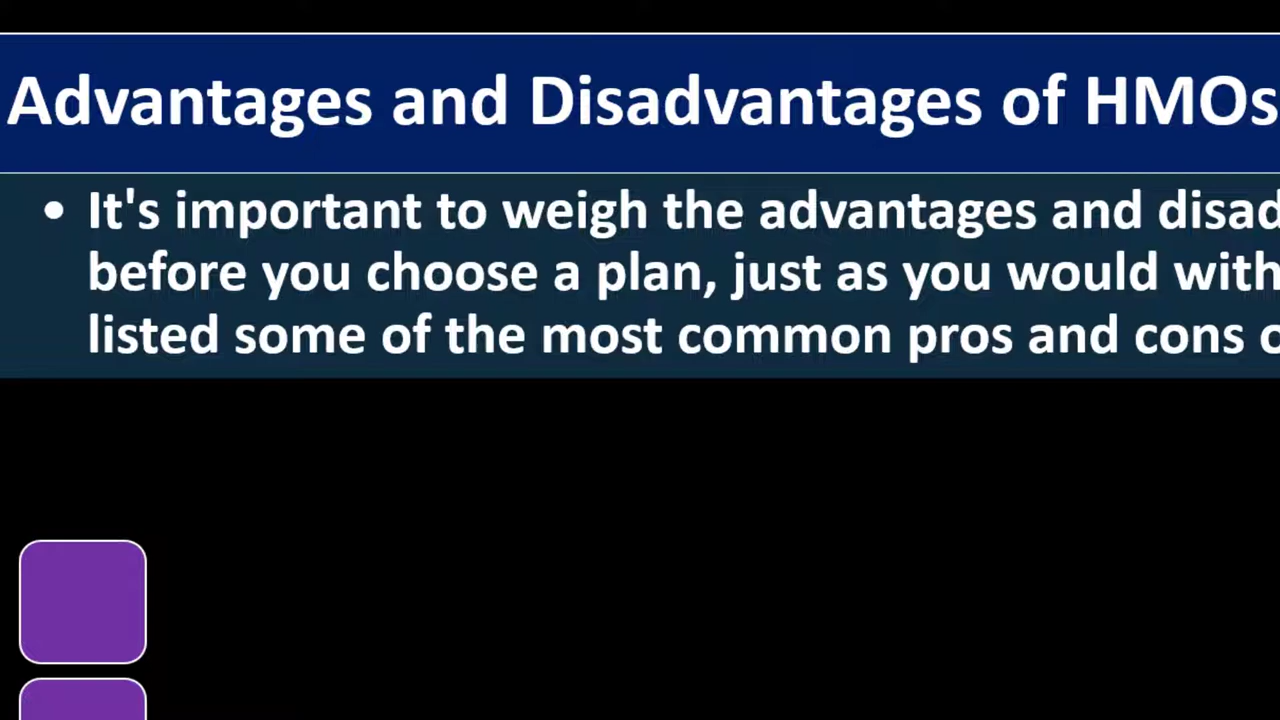 Advantages and Disadvantages of HMOs
• It's important to weigh the advantages and disad
before you choose a plan, just as you would with
listed some of the most common pros and cons